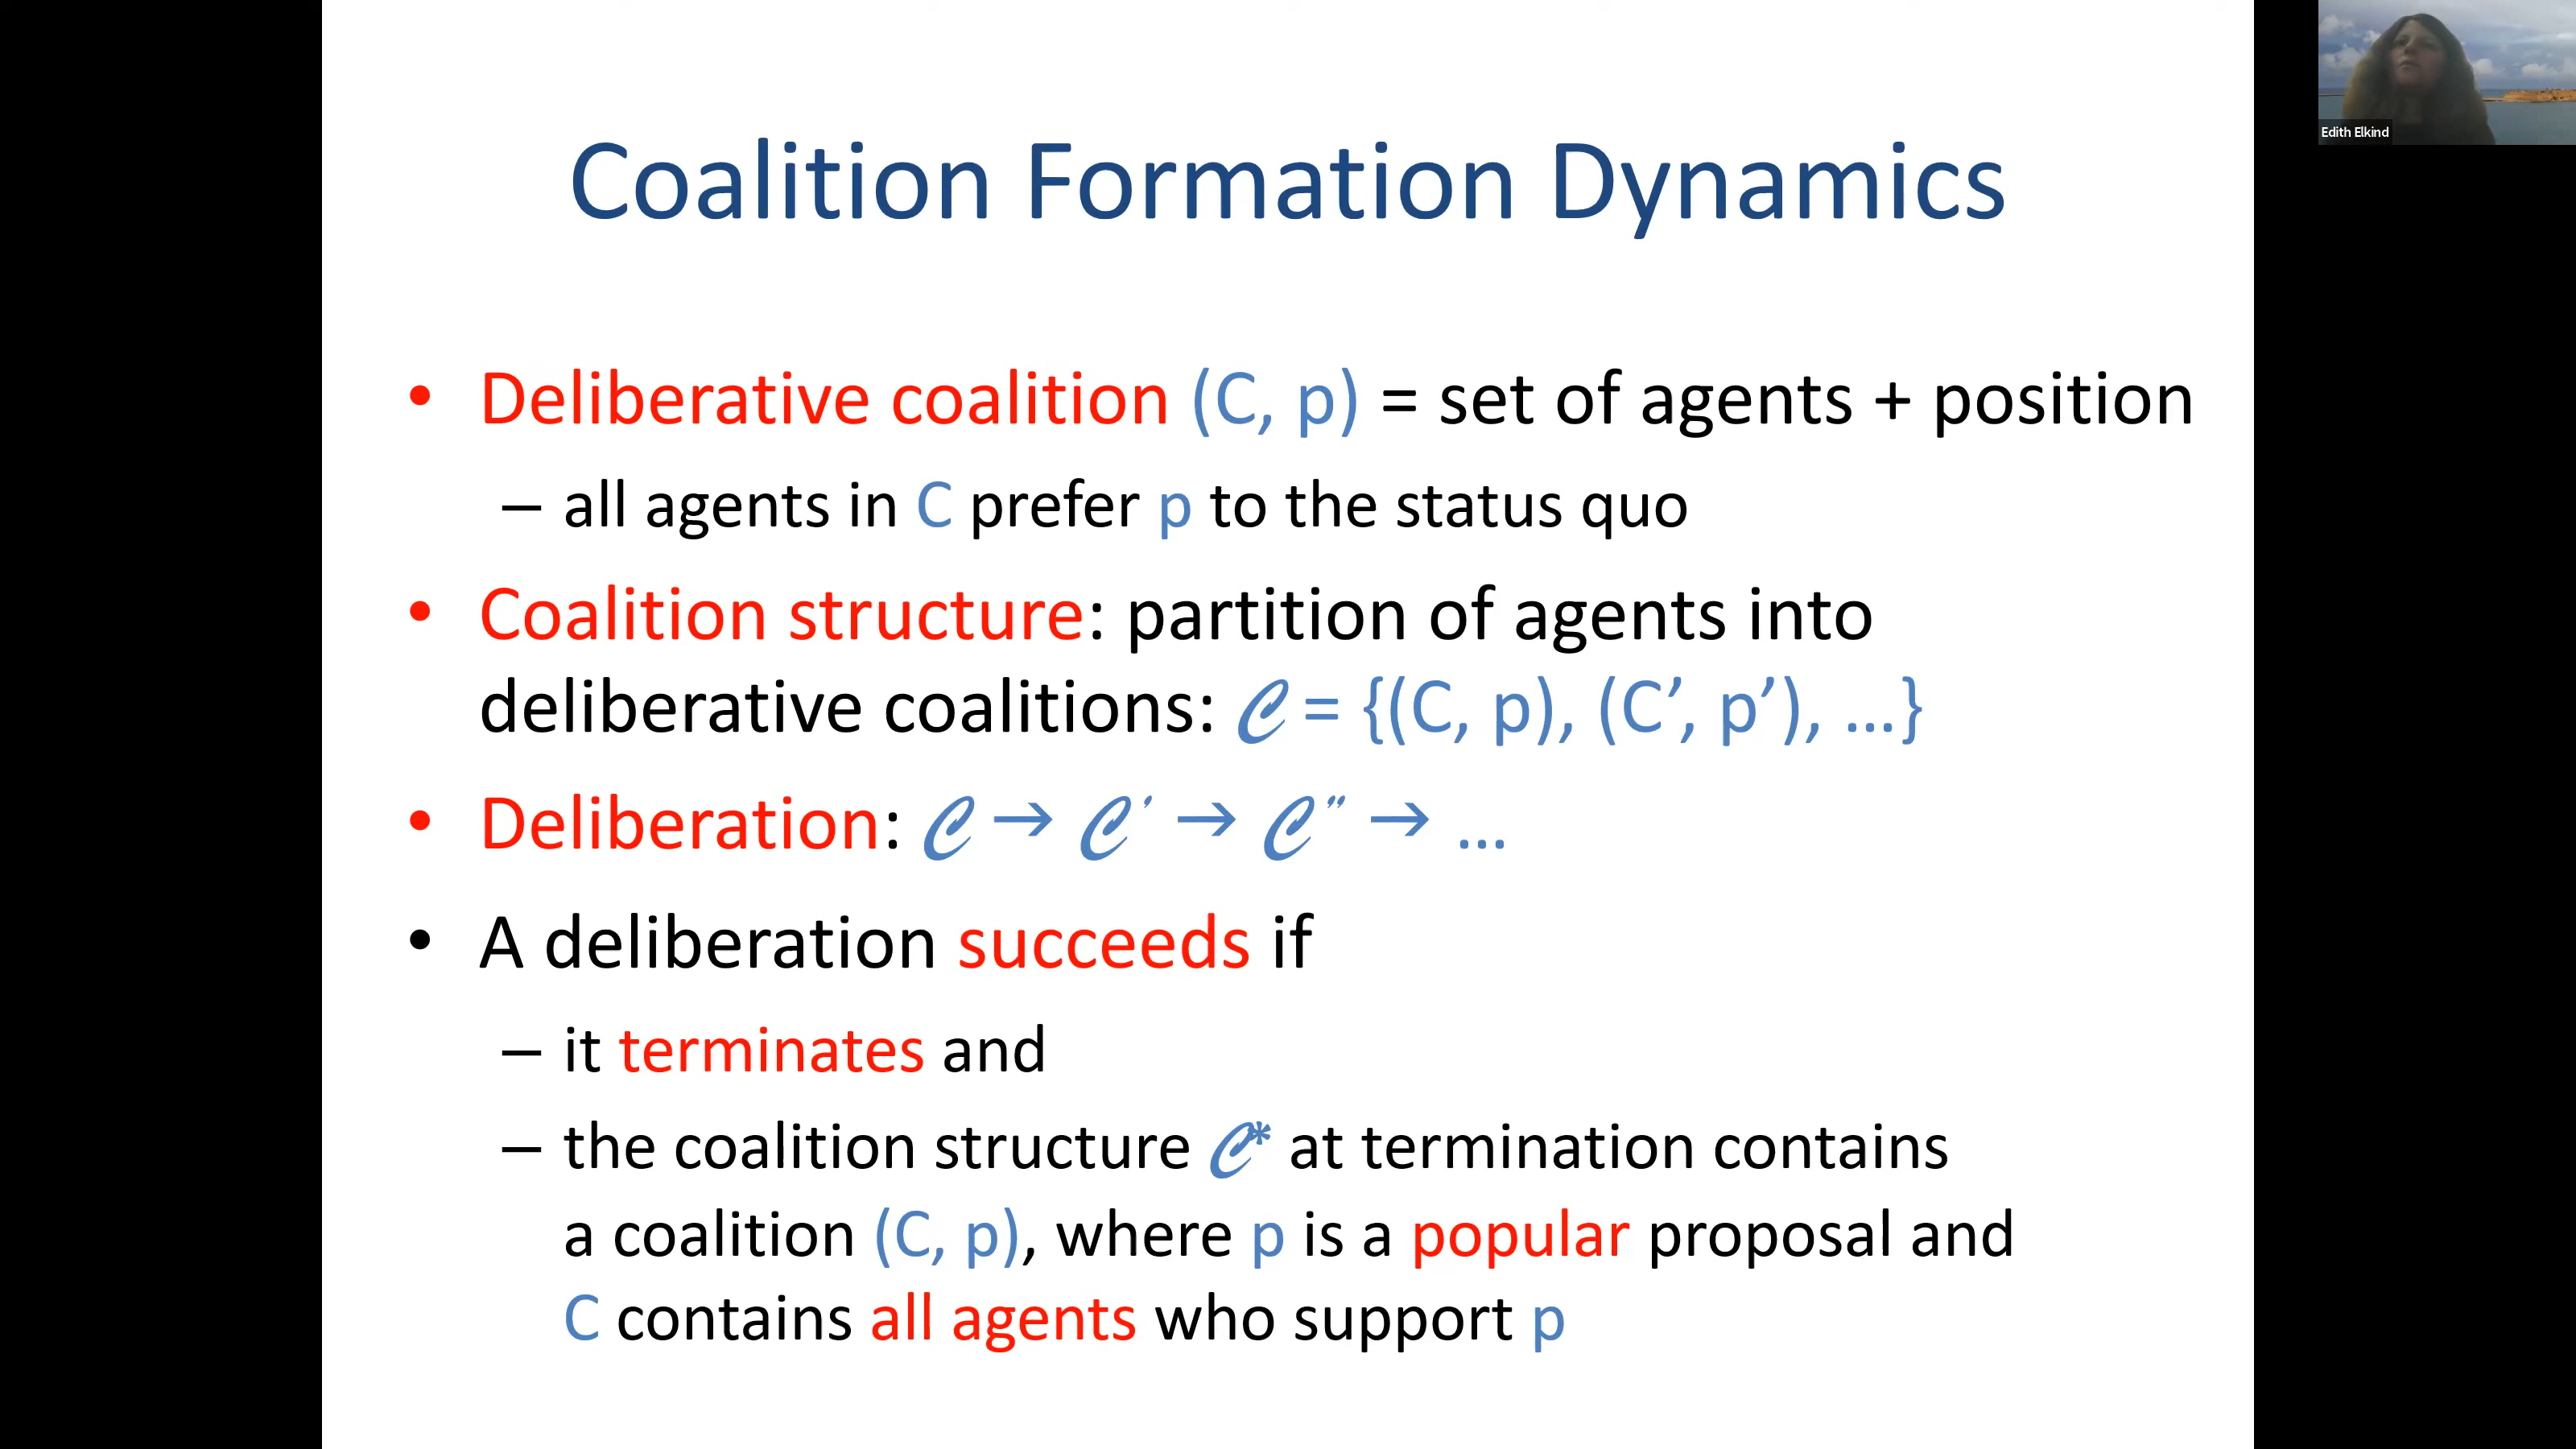 Coalition Formation Dynamics
Edith Elkind
• Deliberative coalition (C, p) = set of agents + position
– all agents in C prefer p to the status quo
• Coalition structure: partition of agents into
deliberative coalitions: 𝒞 = {(C, p), (C’, p’), …}
• Deliberation: 𝒞 → 𝒞 ’ → 𝒞 ’’ → …
• A deliberation succeeds if
– it terminates and
– the coalition structure 𝒞* at termination contains
a coalition (C, p), where p is a popular proposal and
C contains all agents who support p